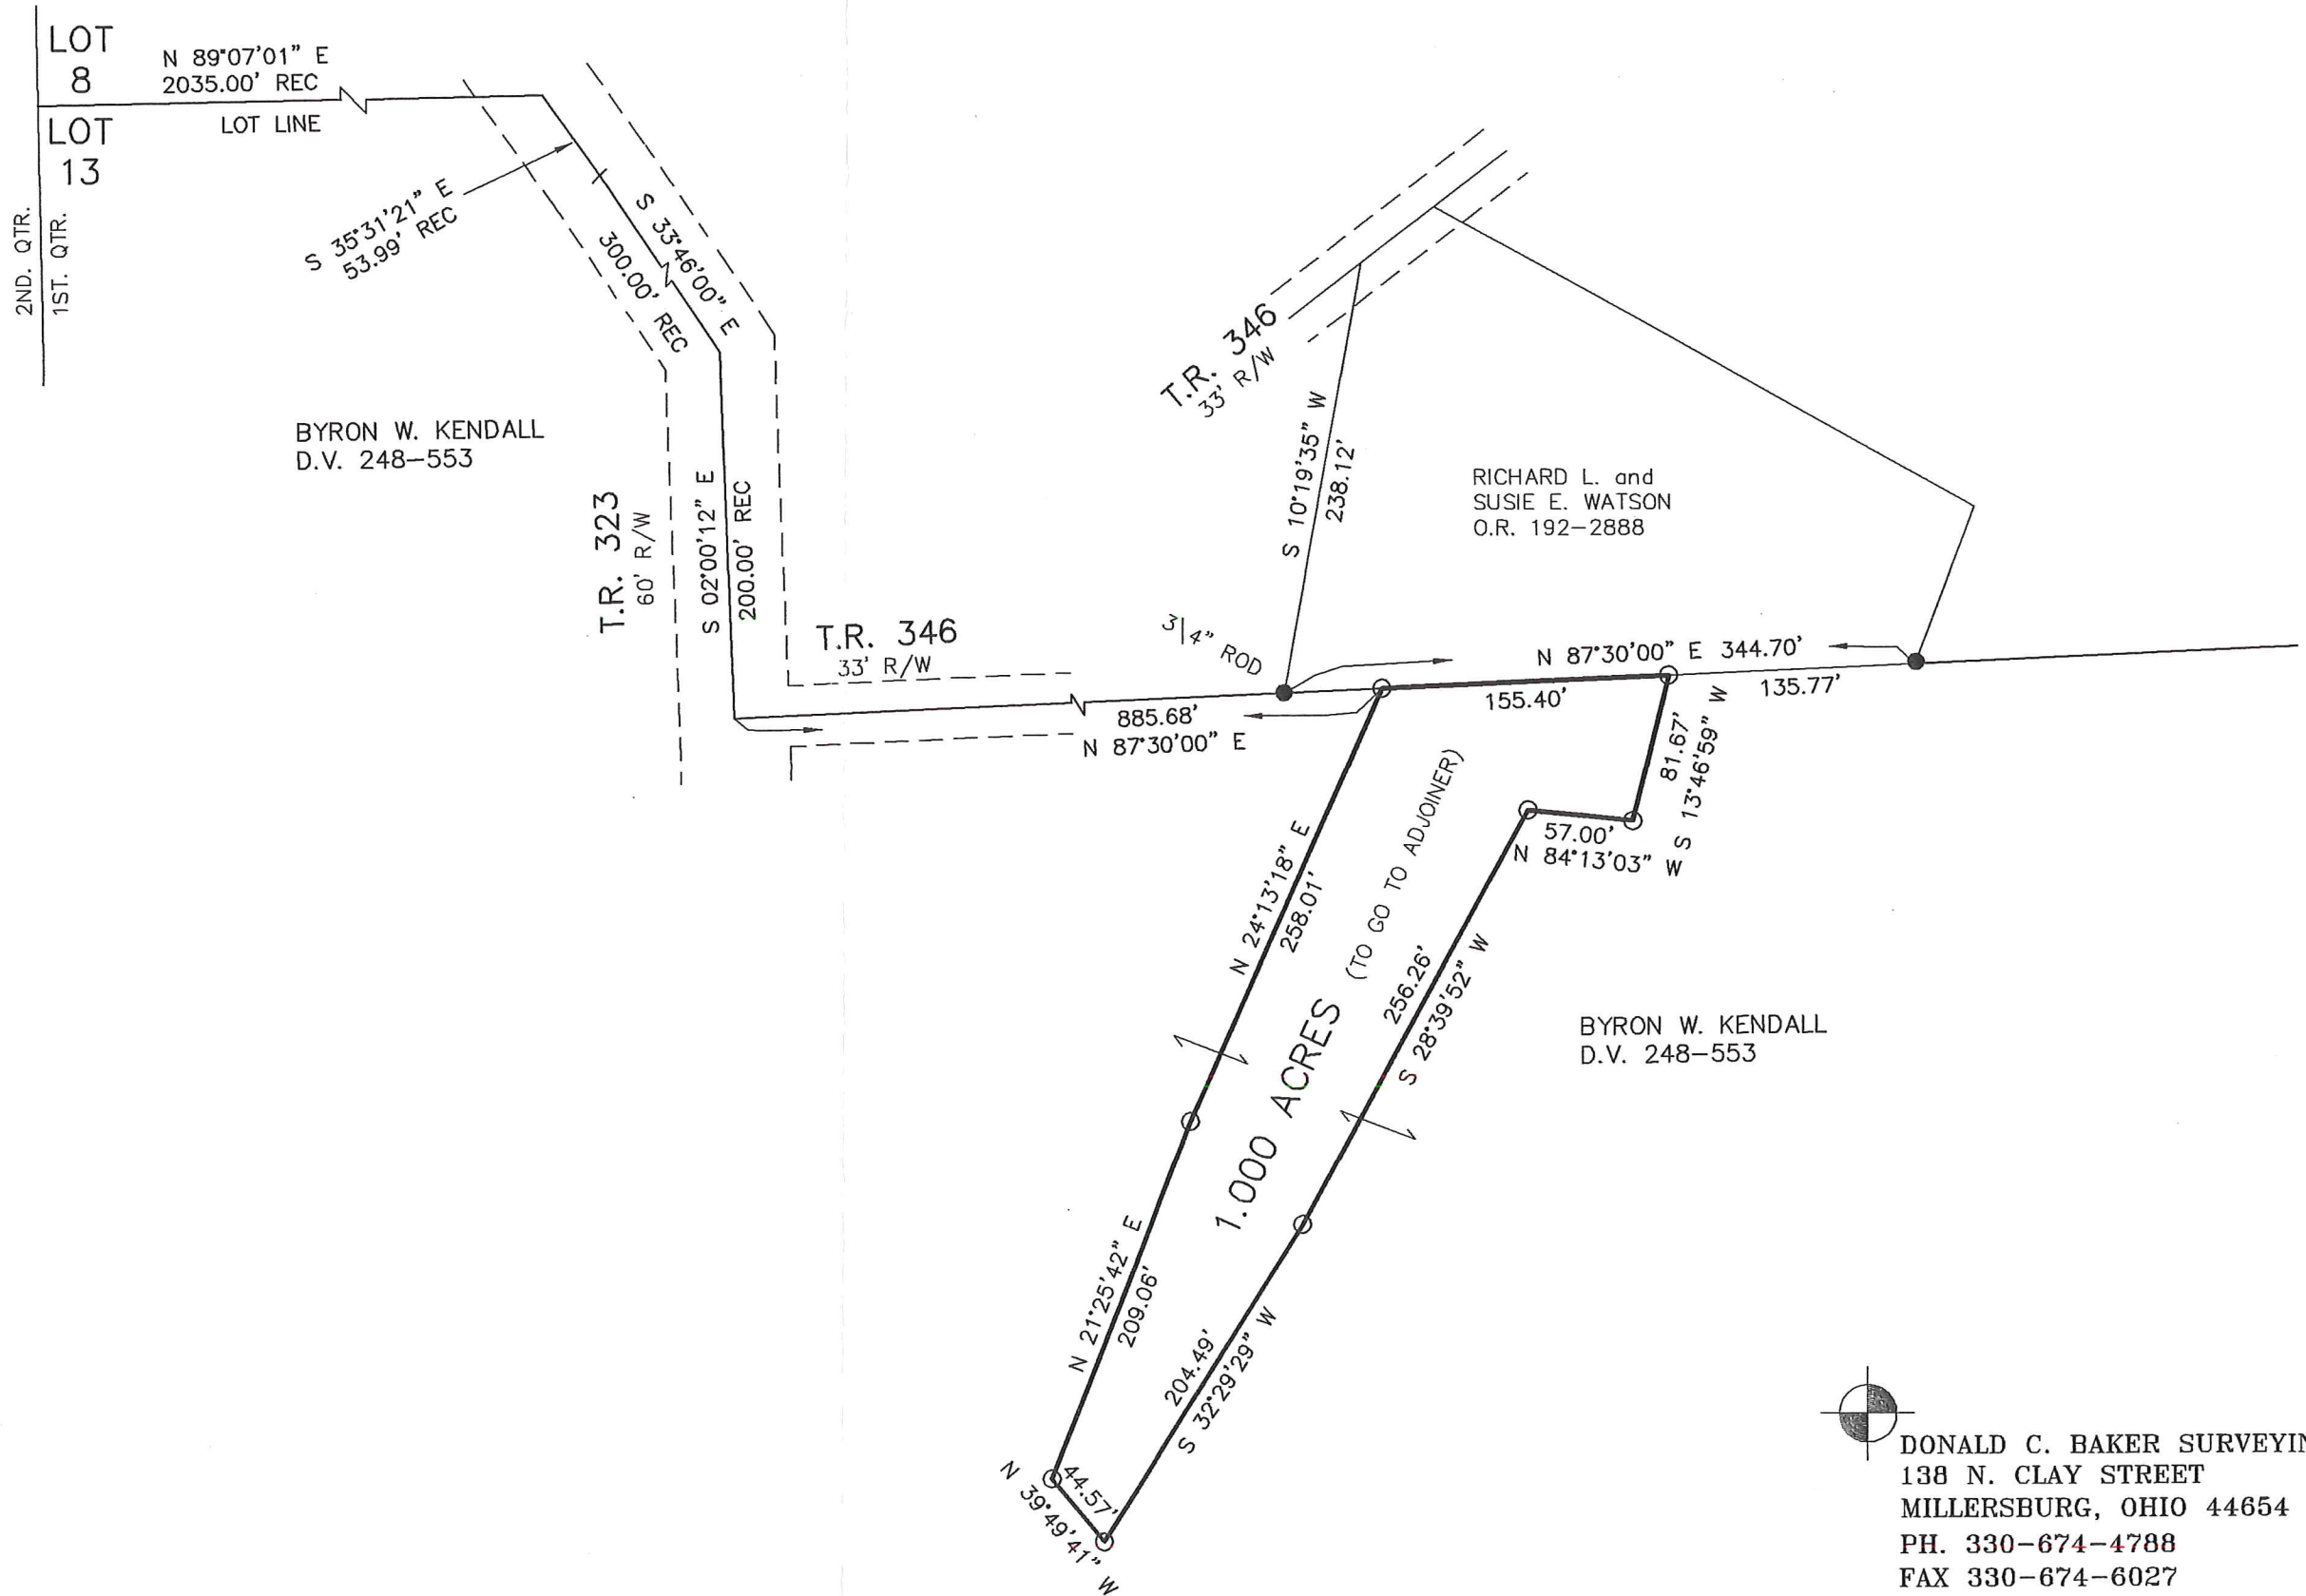 LOT
8
N 89°07'01" E
2035.00' REC
LOT LINE
LOT
13
2ND. QTR.
1ST. QTR.
S 35°31'21" E
53.99' REC
S 33°46'00" E
300.00' REC
BYRON W. KENDALL
D.V. 248-553
T.R. 323
60' R/W
S 02°00'12" E
200.00' REC
T.R. 346
33' R/W
T.R. 346
33' R/W
S 10°19'35" W
238.12'
RICHARD L. and
SUSIE E. WATSON
O.R. 192-2888
3/4" ROD
N 87°30'00" E 344.70'
155.40'
135.77'
885.68'
N 87°30'00" E
81.67'
S 13°46'59" W
57.00'
N 84°13'03" W
N 24°13'18" E
258.01'
1.000 ACRES (TO GO TO ADJOINER)
256.26'
S 28°39'52" W
BYRON W. KENDALL
D.V. 248-553
N 21°25'42" E
209.06'
204.49'
S 32°29'29" W
44.57'
N 39°49'41" W
DONALD C. BAKER SURVEYIN
138 N. CLAY STREET
MILLERSBURG, OHIO 44654
PH. 330-674-4788
FAX 330-674-6027